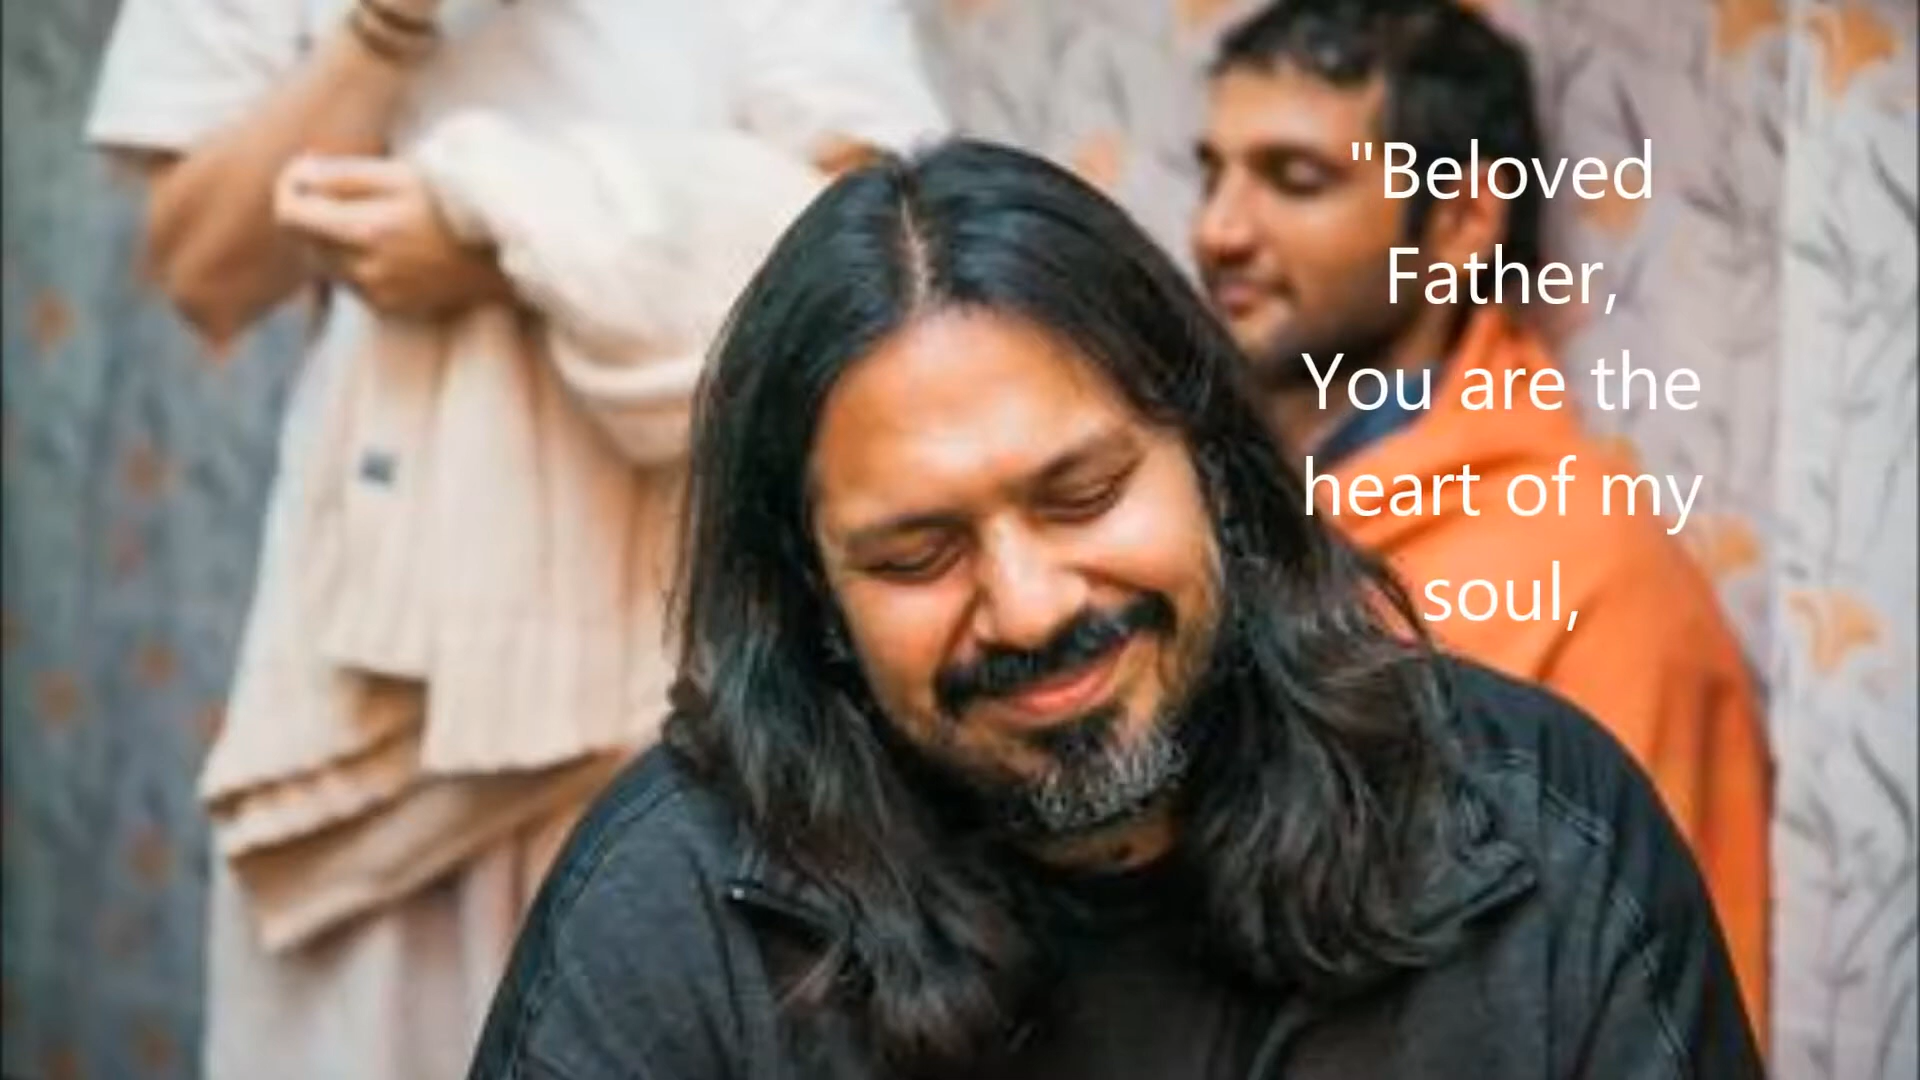 "Beloved
Father,
You are the
heart of my
soul,